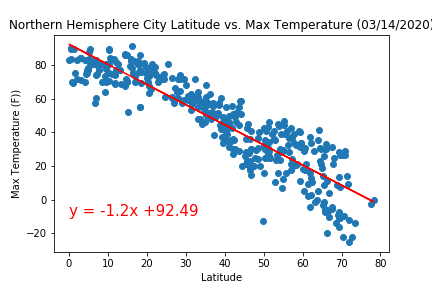 Northern Hemisphere City Latitude vs. Max Temperature (03/14/2020)
Max Temperature (F))
80
60
40
20
0
−20
y = -1.2x +92.49
0 10 20 30 40 50 60 70 80
Latitude